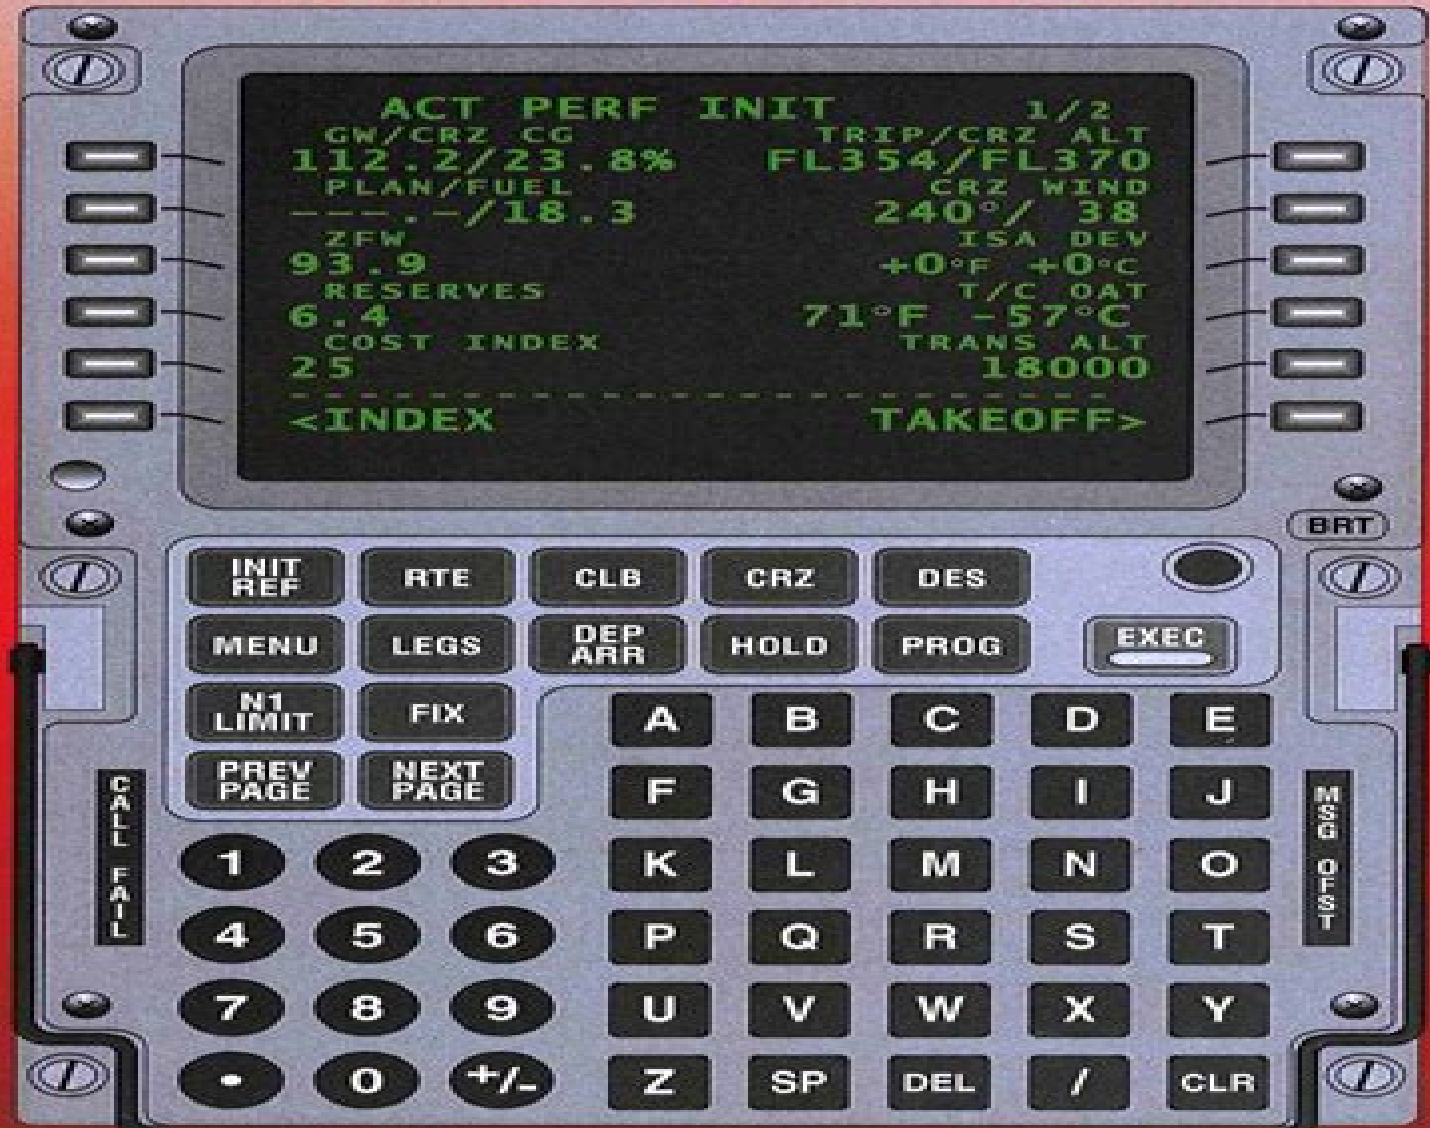 ACT PERF INIT 1/2
GW/CRZ CG TRIP/CRZ ALT
112.2/23.8% FL354/FL370
PLAN/FUEL CRZ WIND
---.-/18.3 240°/ 38
ZFW ISA DEV
93.9 +0°F +0°C
RESERVES T/C OAT
6.4 71°F -57°C
COST INDEX TRANS ALT
25 18000
--------------------
<INDEX TAKEOFF>
BRT
INIT REF RTE CLB CRZ DES
MENU LEGS DEP ARR HOLD PROG EXEC
N1 LIMIT FIX
PREV PAGE NEXT PAGE
A B C D E
F G H I J
1 2 3 K L M N O
4 5 6 P Q R S T
7 8 9 U V W X Y
. 0 +/- Z SP DEL / CLR
CALL FAIL
MSG OFST